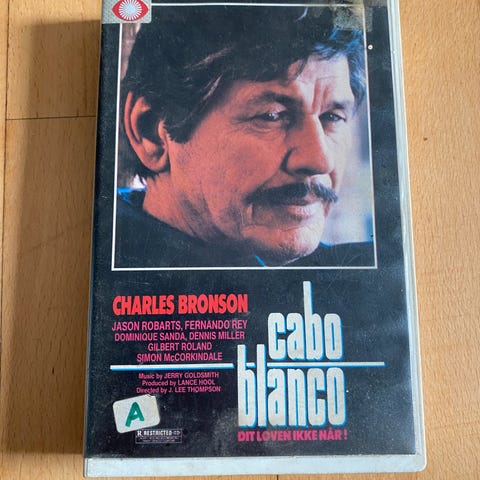 CHARLES BRONSON
JASON ROBARTS, FERNANDO REY
DOMINIQUE SANDA, DENNIS MILLER
GILBERT ROLAND
SIMON McCORKINDALE
Music by JERRY GOLDSMITH
Produced by LANCE HOOL
Directed by J. LEE THOMPSON
cabo
blanco
DIT LOVEN IKKE NÅR!
A
R RESTRICTED